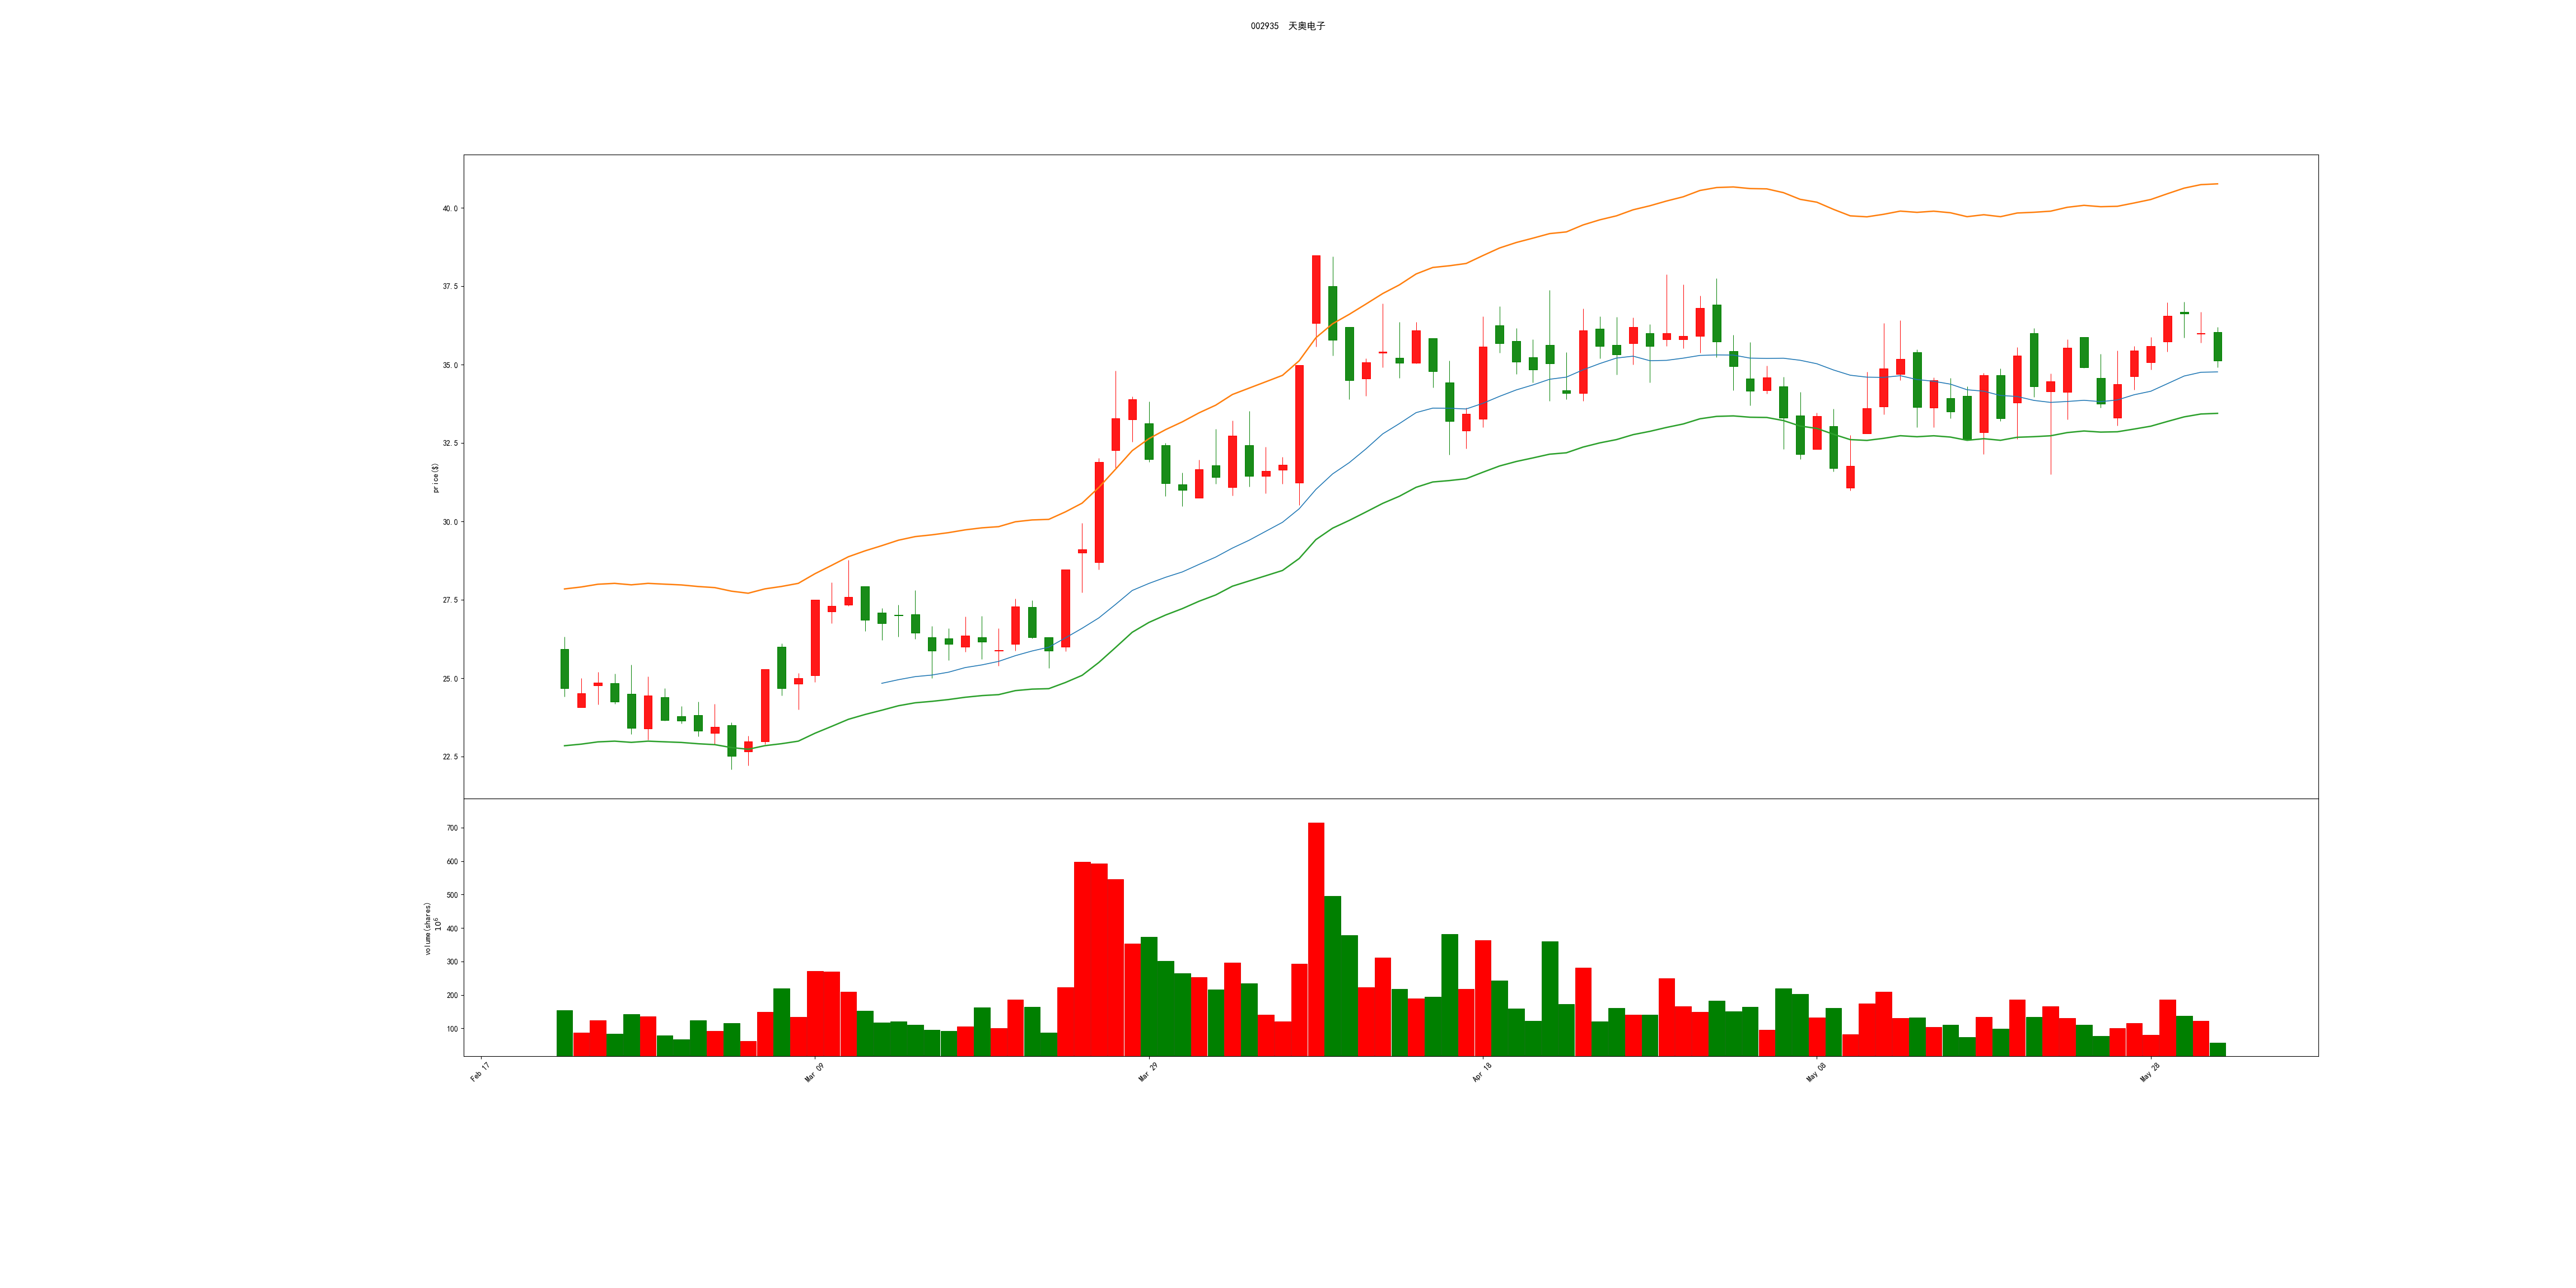 002935 天奥电子
40.0
37.5
35.0
32.5
30.0
27.5
25.0
22.5
price($)
700
600
500
400
300
200
100
volume(shares)
10^6
Feb 17
Mar 09
Mar 29
Apr 18
May 08
May 28